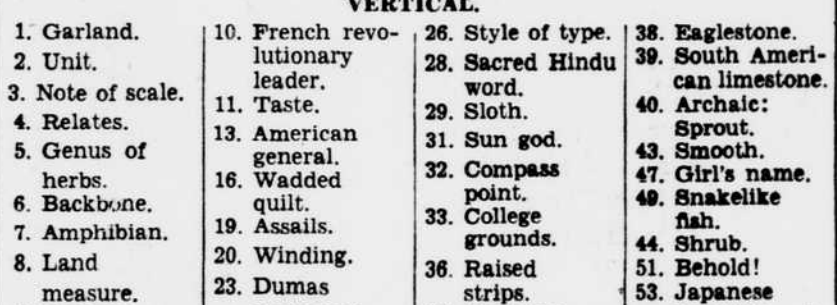 VERTICAL.
1. Garland.
2. Unit.
3. Note of scale.
4. Relates.
5. Genus of
herbs.
6. Backbone.
7. Amphibian.
8. Land
measure.
10. French revo-
lutionary
leader.
11. Taste.
13. American
general.
16. Wadded
quilt.
19. Assails.
20. Winding.
23. Dumas
26. Style of type.
28. Sacred Hindu
word.
29. Sloth.
31. Sun god.
32. Compass
point.
33. College
grounds.
36. Raised
strips.
38. Eaglestone.
39. South Ameri-
can limestone.
40. Archaic:
Sprout.
43. Smooth.
47. Girl's name.
49. Snakelike
fish.
44. Shrub.
51. Behold!
53. Japanese